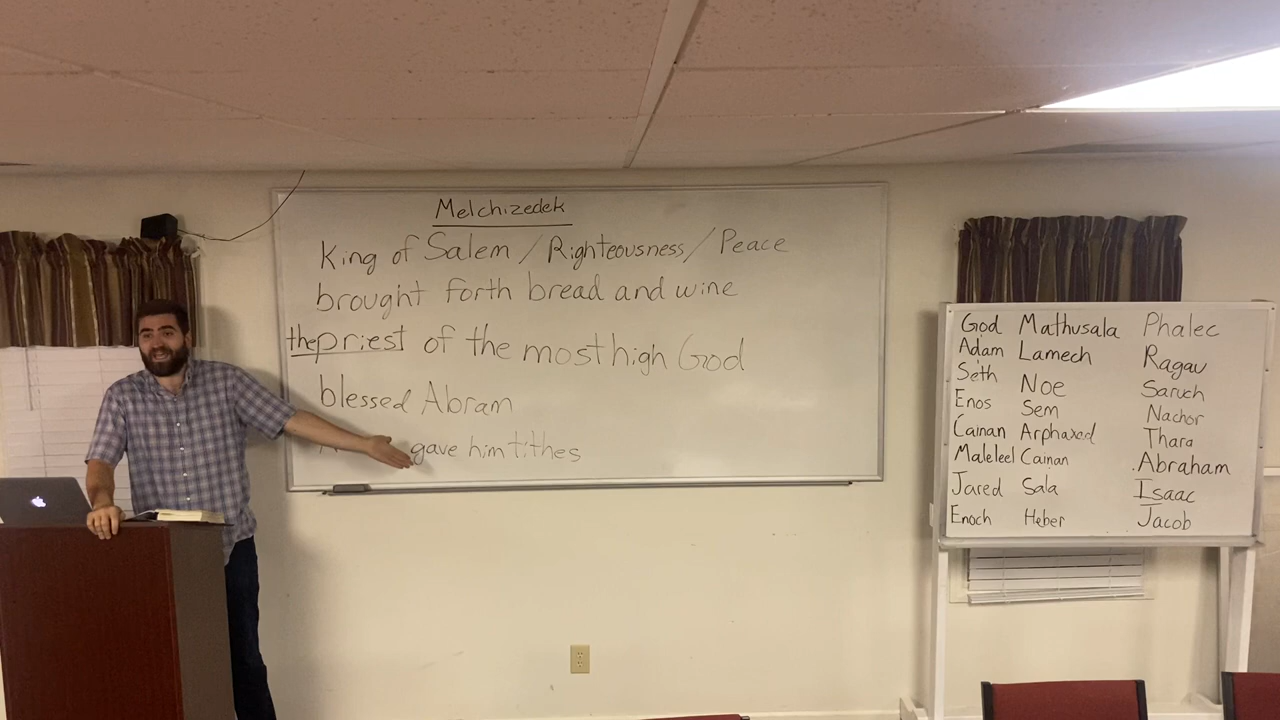 Melchizedek
King of Salem / Righteousness / Peace
brought forth bread and wine
the priest of the most high God
blessed Abram
gave him tithes
God Mathusala Phalec
Adam Lamech Ragau
Seth Noe Saruch
Enos Sem Nachor
Cainan Arphaxad Thara
Maleleel Cainan Abraham
Jared Sala Isaac
Enoch Heber Jacob